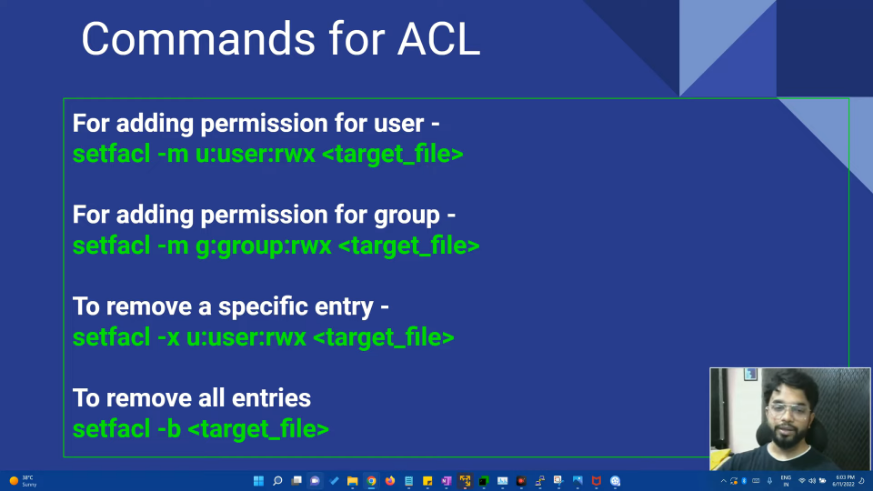 Commands for ACL
For adding permission for user -
setfacl -m u:user:rwx <target_file>
For adding permission for group -
setfacl -m g:group:rwx <target_file>
To remove a specific entry -
setfacl -x u:user:rwx <target_file>
To remove all entries
setfacl -b <target_file>
38°C
Sunny
ENG
IN
6:03 PM
6/11/2022